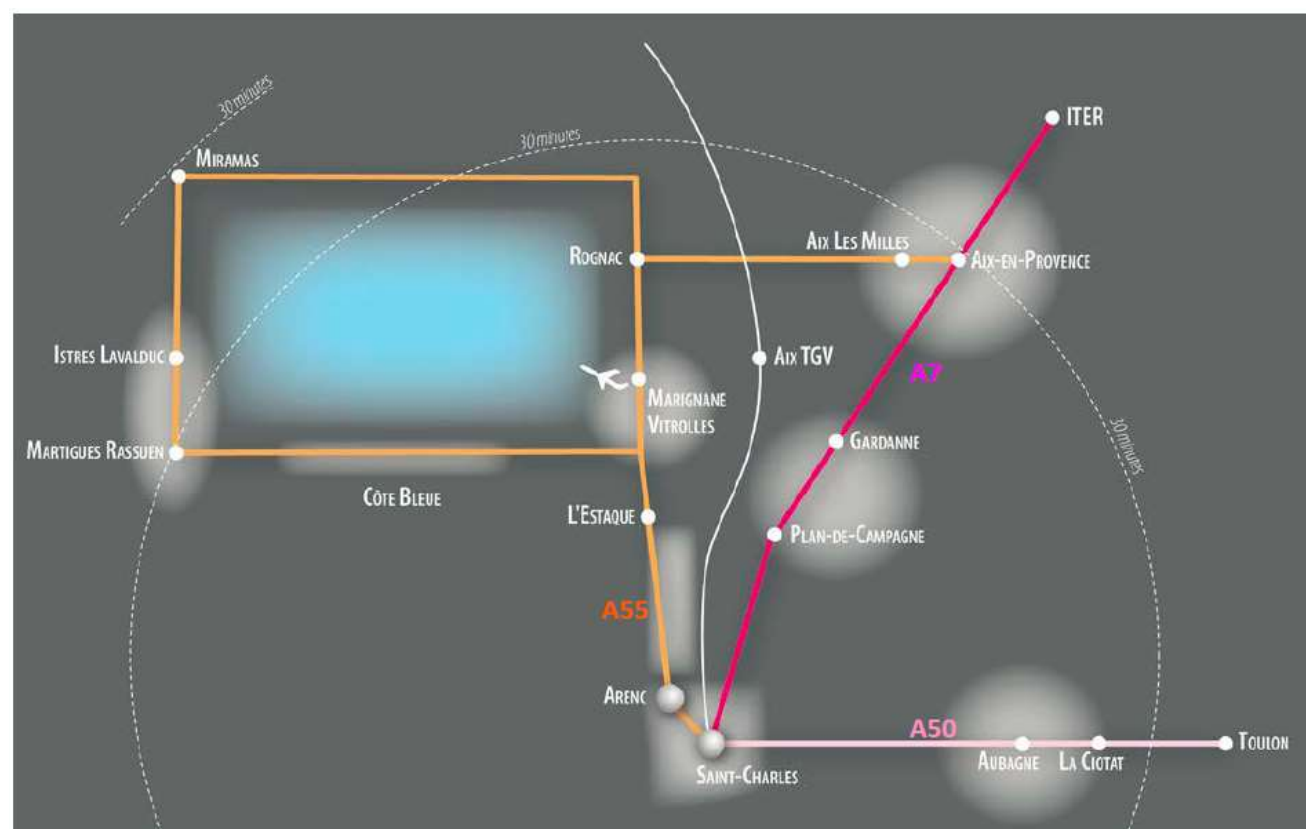 30 minutes
30 minutes
ITER
MIRAMAS
ROGNAC
AIX LES MILLES
AIX-EN-PROVENCE
ISTRES LAVALDUC
AIX TGV
A7
MARIGNANE
VITROLLES
MARTIGUES RASSUEN
GARDANNE
30 minutes
CÔTE BLEUE
L'ESTAQUE
PLAN-DE-CAMPAGNE
A55
ARENC
A50
SAINT-CHARLES
AUBAGNE
LA CIOTAT
TOULON